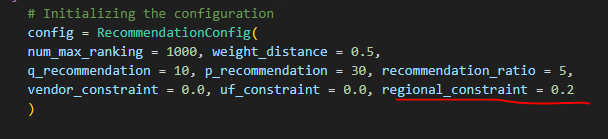 # Initializing the configuration
config = RecommendationConfig(
num_max_ranking = 1000, weight_distance = 0.5,
q_recommendation = 10, p_recommendation = 30, recommendation_ratio = 5,
vendor_constraint = 0.0, uf_constraint = 0.0, regional_constraint = 0.2
)